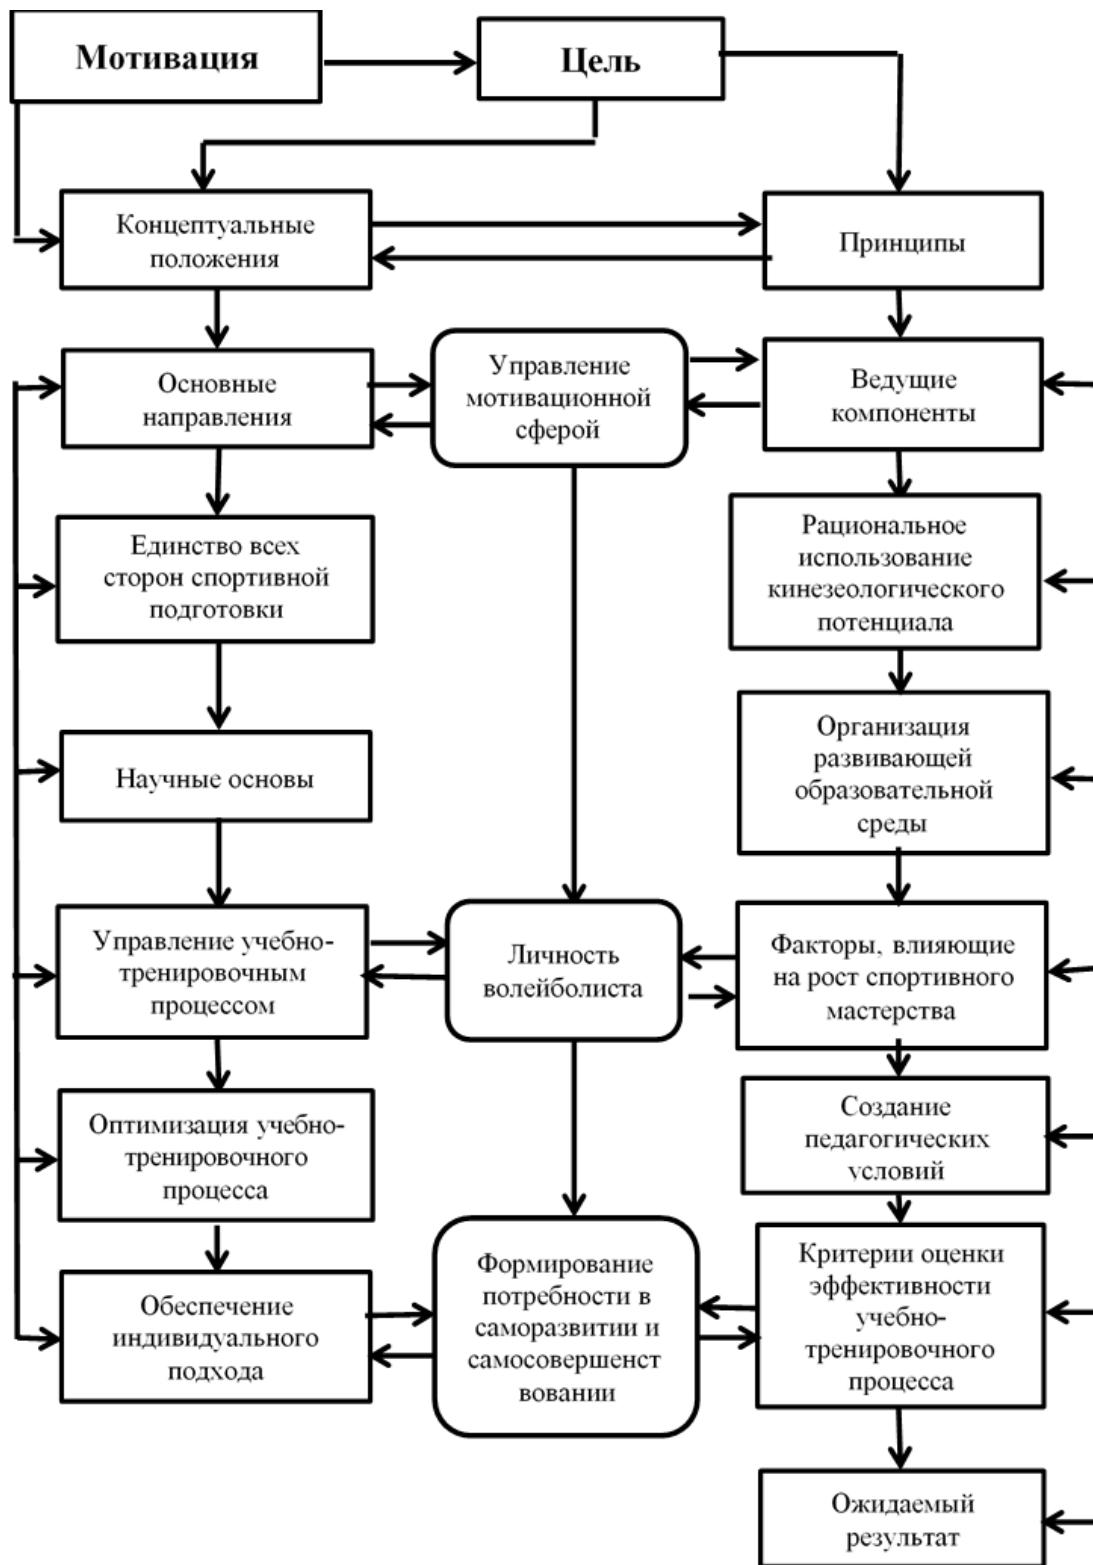 Мотивация
Цель
Концептуальные
положения
Принципы
Основные
направления
Управление
мотивационной
сферой
Ведущие
компоненты
Единство всех
сторон спортивной
подготовки
Рациональное
использование
кинезеологического
потенциала
Научные основы
Организация
развивающей
образовательной
среды
Управление учебно-
тренировочным
процессом
Личность
волейболиста
Факторы, влияющие
на рост спортивного
мастерства
Оптимизация учебно-
тренировочного
процесса
Создание
педагогических
условий
Обеспечение
индивидуального
подхода
Формирование
потребности в
саморазвитии и
самосовершенст
вовании
Критерии оценки
эффективности
учебно-
тренировочного
процесса
Ожидаемый
результат